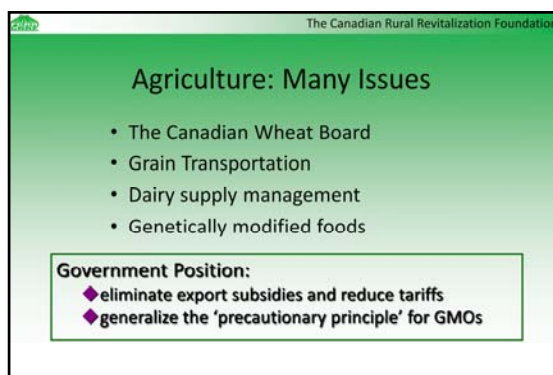 The Canadian Rural Revitalization Foundation
Agriculture: Many Issues
• The Canadian Wheat Board
• Grain Transportation
• Dairy supply management
• Genetically modified foods
Government Position:
◆eliminate export subsidies and reduce tariffs
◆generalize the ‘precautionary principle’ for GMOs